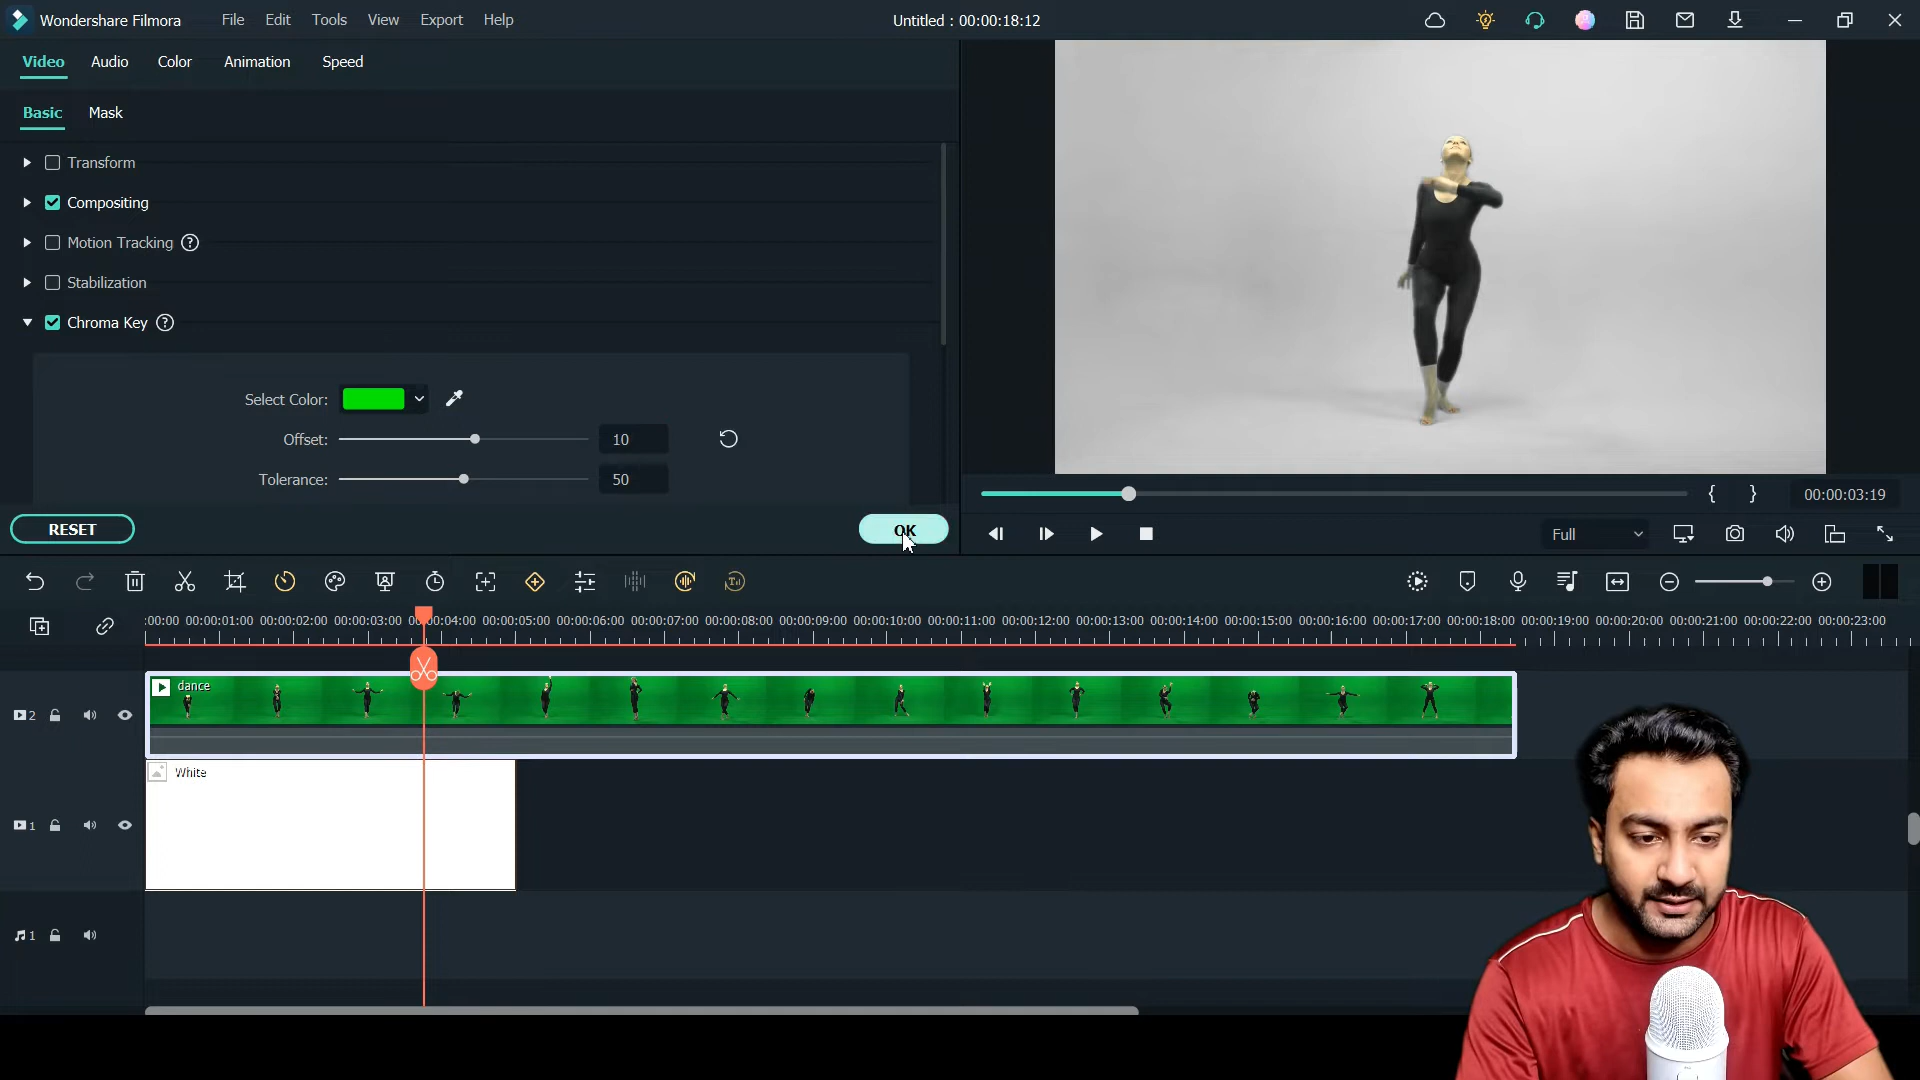 Wondershare Filmora File Edit Tools View Export Help Untitled : 00:00:18:12
Video Audio Color Animation Speed
Basic Mask
Transform
Compositing
Motion Tracking ?
Stabilization
Chroma Key ?
Select Color:
Offset: 10
Tolerance: 50
RESET OK
{ } 00:00:03:19
Full
:00:00 00:00:01:00 00:00:02:00 00:00:03:00 00:00:04:00 00:00:05:00 00:00:06:00 00:00:07:00 00:00:08:00 00:00:09:00 00:00:10:00 00:00:11:00 00:00:12:00 00:00:13:00 00:00:14:00 00:00:15:00 00:00:16:00 00:00:17:00 00:00:18:00 00:00:19:00 00:00:20:00 00:00:21:00 00:00:22:00 00:00:23:00
dance
2
White
1
1